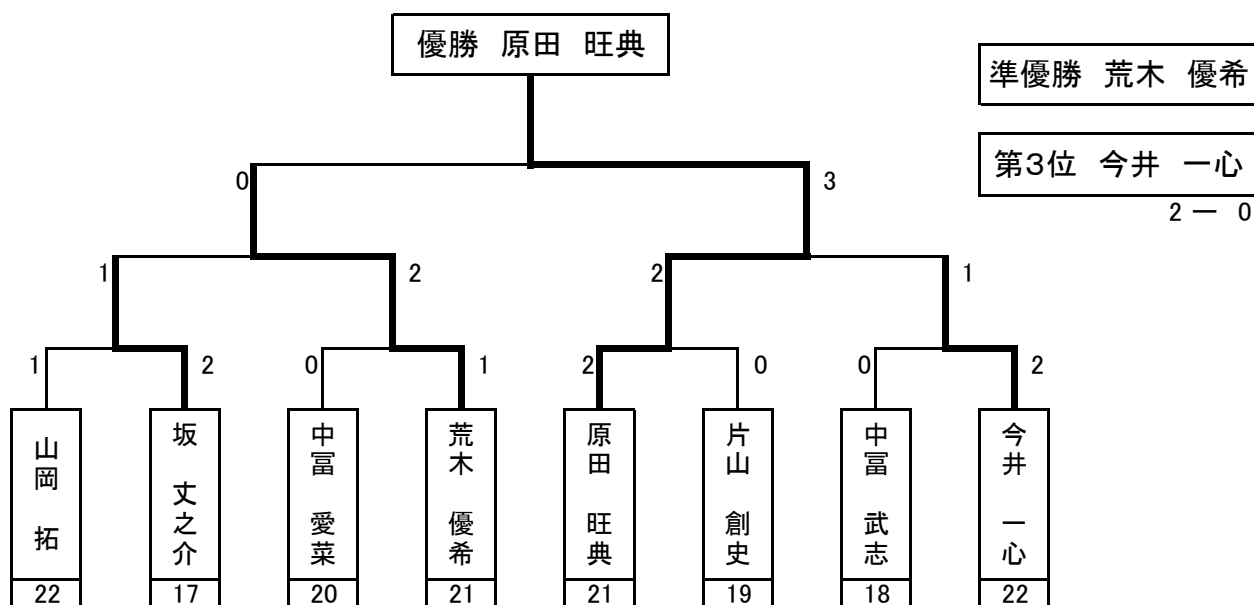 優勝 原田 旺典
準優勝 荒木 優希
第3位 今井 一心
2 ― 0
0
3
1
2
2
1
1
2
0
1
2
0
0
2
山岡 拓
坂 丈之介
中冨 愛菜
荒木 優希
原田 旺典
片山 創史
中冨 武志
今井 一心
22
17
20
21
21
19
18
22